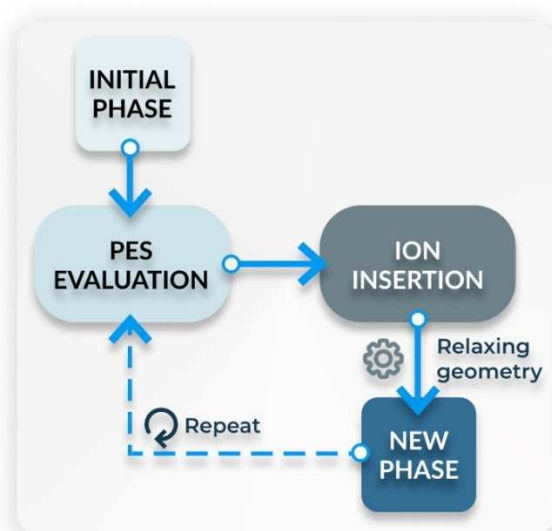 INITIAL
PHASE
PES
EVALUATION
ION
INSERTION
Relaxing
geometry
Repeat
NEW
PHASE